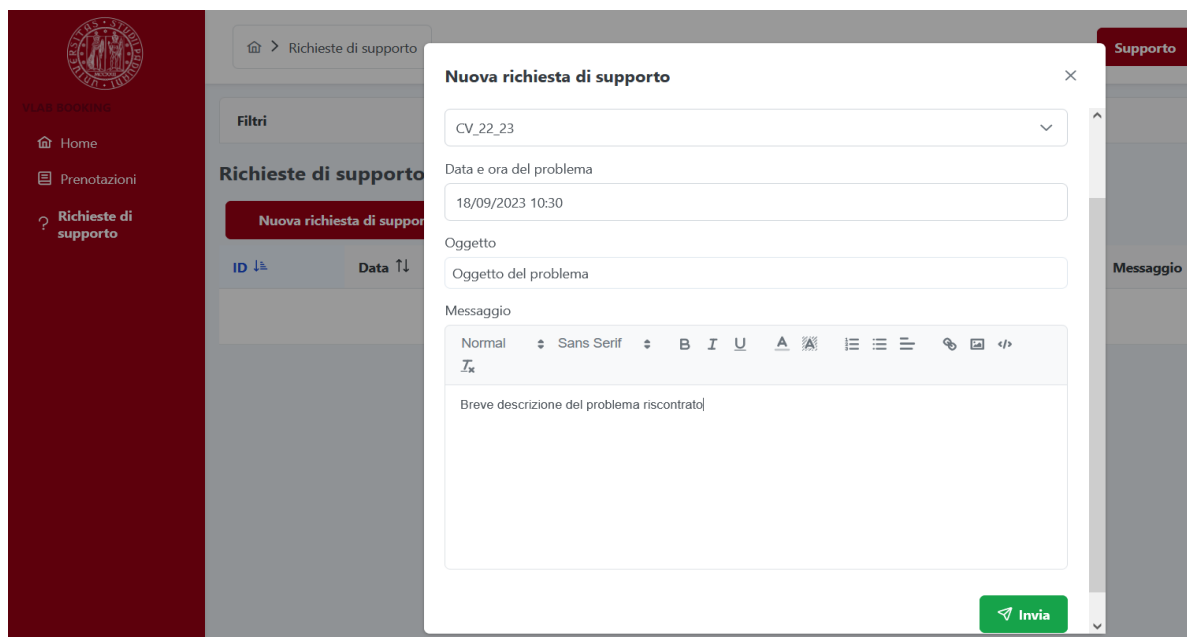 VLAB BOOKING
Home
Prenotazioni
Richieste di
supporto
Richieste di supporto
Supporto
Filtri
Richieste di supporto
Nuova richiesta di suppor
ID
Data
Messaggio
Nuova richiesta di supporto
CV_22_23
Data e ora del problema
18/09/2023 10:30
Oggetto
Oggetto del problema
Messaggio
Normal Sans Serif B I U A A
Tx
Breve descrizione del problema riscontrato
Invia